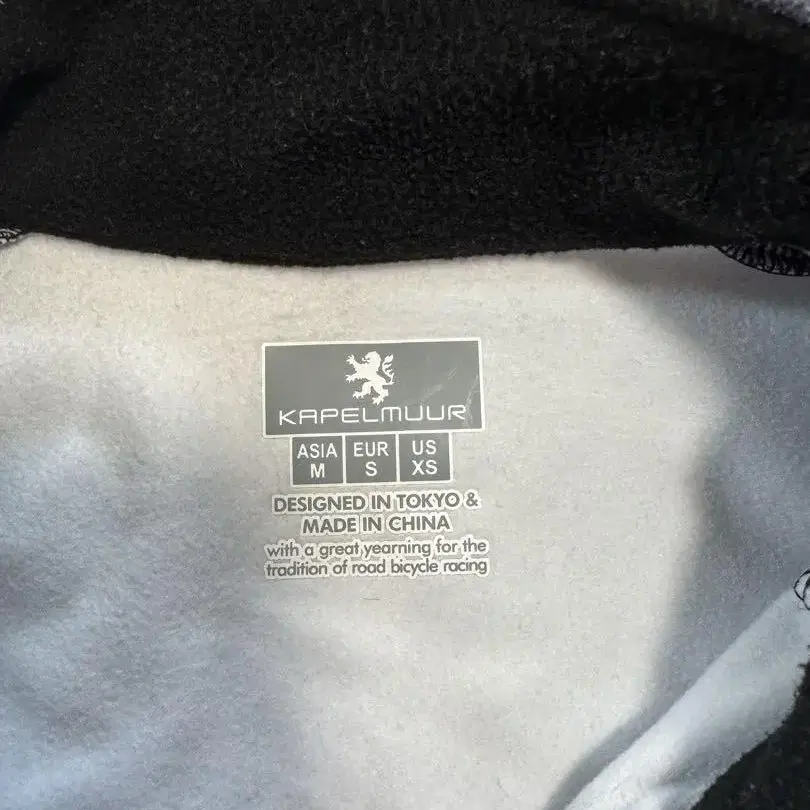 KAPELMUUR
ASIA EUR US
M S XS
DESIGNED IN TOKYO &
MADE IN CHINA
with a great yearning for the
tradition of road bicycle racing